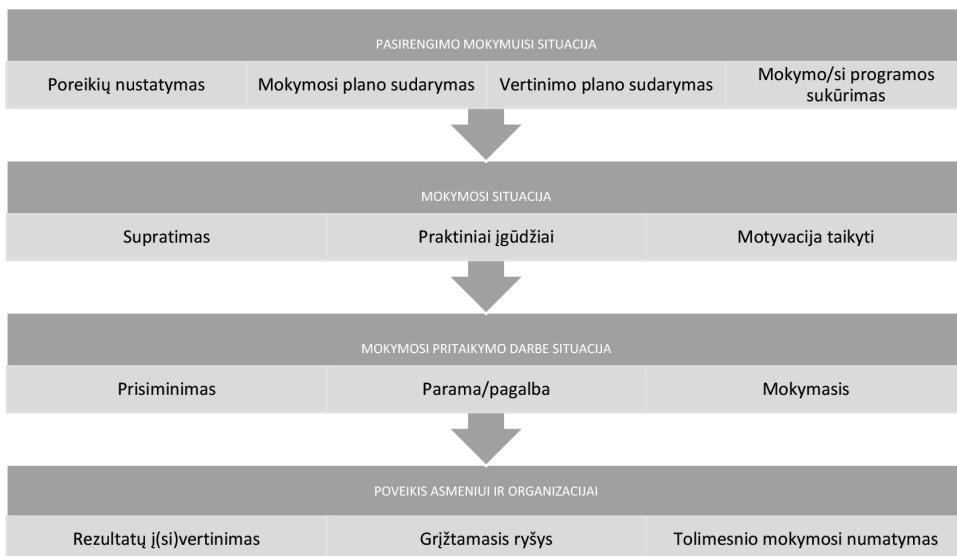 PASIRENGIMO MOKYMUISI SITUACIJA
Poreikių nustatymas
Mokymosi plano sudarymas
Vertinimo plano sudarymas
Mokymo/si programos
sukūrimas
MOKYMOSI SITUACIJA
Supratimas
Praktiniai įgūdžiai
Motyvacija taikyti
MOKYMOSI PRITAIKYMO DARBE SITUACIJA
Prisiminimas
Parama/pagalba
Mokymasis
POVEIKIS ASMENIUI IR ORGANIZACIJAI
Rezultatų į(si)vertinimas
Grįžtamasis ryšys
Tolimesnio mokymosi numatymas